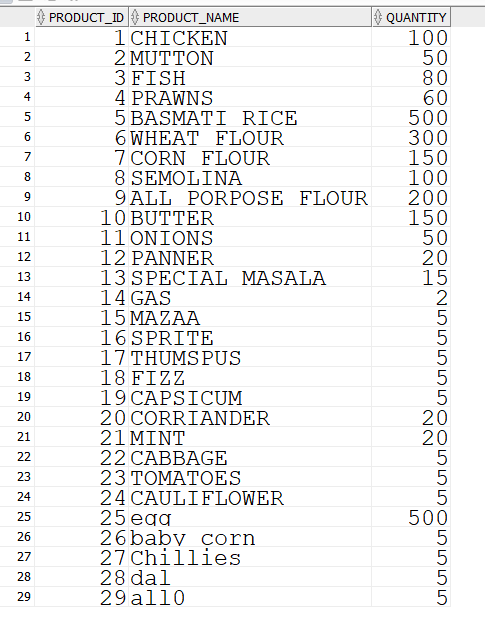 PRODUCT_ID PRODUCT_NAME QUANTITY
1 1 CHICKEN 100
2 2 MUTTON 50
3 3 FISH 80
4 4 PRAWNS 60
5 5 BASMATI RICE 500
6 6 WHEAT FLOUR 300
7 7 CORN FLOUR 150
8 8 SEMOLINA 100
9 9 ALL PORPOSE FLOUR 200
10 10 BUTTER 150
11 11 ONIONS 50
12 12 PANNER 20
13 13 SPECIAL MASALA 15
14 14 GAS 2
15 15 MAZAA 5
16 16 SPRITE 5
17 17 THUMSPUS 5
18 18 FIZZ 5
19 19 CAPSICUM 5
20 20 CORRIANDER 20
21 21 MINT 20
22 22 CABBAGE 5
23 23 TOMATOES 5
24 24 CAULIFLOWER 5
25 25 egg 500
26 26 baby corn 5
27 27 Chillies 5
28 28 dal 5
29 29 all0 5